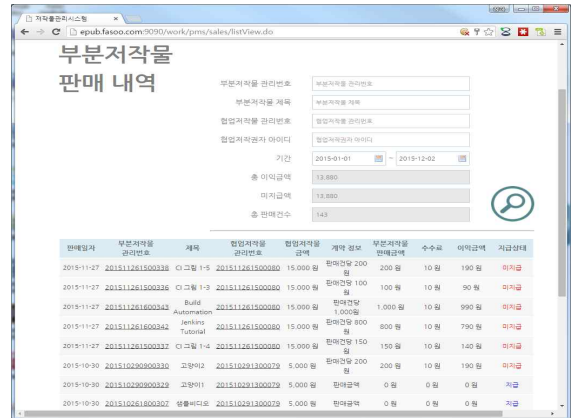 저작물관리시스템
epub.fasoo.com:9090/work/pms/sales/listView.do
부분저작물
판매 내역
부분저작물 관리번호 부분저작물 관리번호
부분저작물 제목 부분저작물 제목
협업저작물 관리번호 협업저작물 관리번호
협업저작권자 아이디 협업저작권자 아이디
기간 2015-01-01 ~ 2015-12-02
총 이익금액 13,880
미지급액 13,880
총 판매건수 143
판매일자 부분저작물 관리번호 제목 협업저작물 관리번호 협업저작물 금액 계약 정보 부분저작물 판매금액 수수료 이익금액 지급상태
2015-11-27 201511261500338 CI 그림 1-5 201511261500080 15,000 원 판매건당 200 원 200 원 10 원 190 원 미지급
2015-11-27 201511261500336 CI 그림 1-3 201511261500080 15,000 원 판매건당 100 원 100 원 10 원 90 원 미지급
2015-11-27 201511261600343 Build Automation 201511261500080 15,000 원 판매건당 1,000원 1,000 원 10 원 990 원 미지급
2015-11-27 201511261600342 Jenkins Tutorial 201511261500080 15,000 원 판매건당 800 원 800 원 10 원 790 원 미지급
2015-11-27 201511261500337 CI 그림 1-4 201511261500080 15,000 원 판매건당 150 원 150 원 10 원 140 원 미지급
2015-10-30 201510290900330 고양이2 201510291300079 5,000 원 판매건당 200 원 200 원 10 원 190 원 미지급
2015-10-30 201510290900329 고양이1 201510291300079 5,000 원 판매금액 0 원 0 원 0 원 지급
2015-10-30 201510261800307 샘플비디오 201510291300079 5,000 원 판매금액 0 원 0 원 0 원 지급